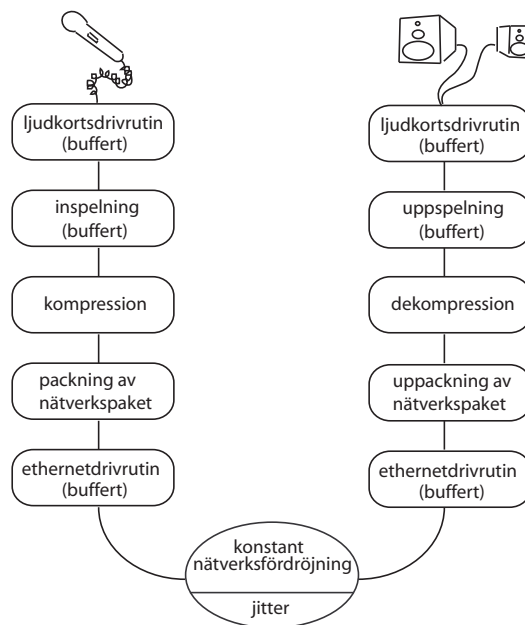 ljudkortsdrivrutin
(buffert)
inspelning
(buffert)
kompression
packning av
nätverkspaket
ethernetdrivrutin
(buffert)
konstant
nätverksfördröjning
jitter
ljudkortsdrivrutin
(buffert)
uppspelning
(buffert)
dekompression
uppackning av
nätverkspaket
ethernetdrivrutin
(buffert)